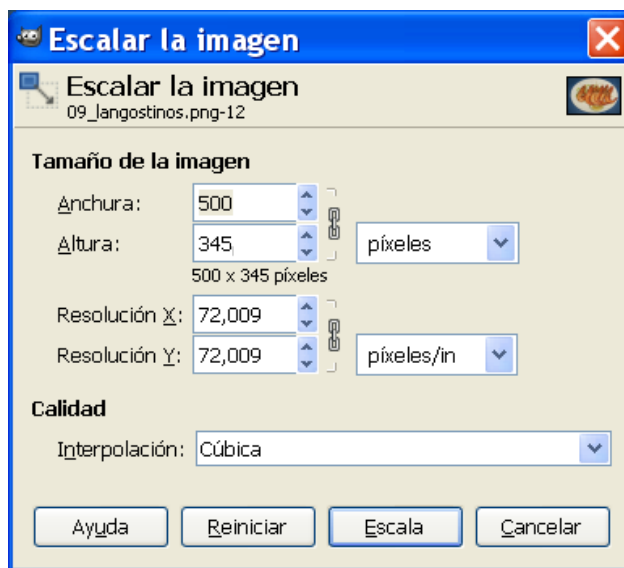 Escalar la imagen
Escalar la imagen
09_langostinos.png-12
Tamaño de la imagen
Anchura: 500
Altura: 345 píxeles
500 x 345 píxeles
Resolución X: 72,009
Resolución Y: 72,009 píxeles/in
Calidad
Interpolación: Cúbica
Ayuda Reiniciar Escala Cancelar